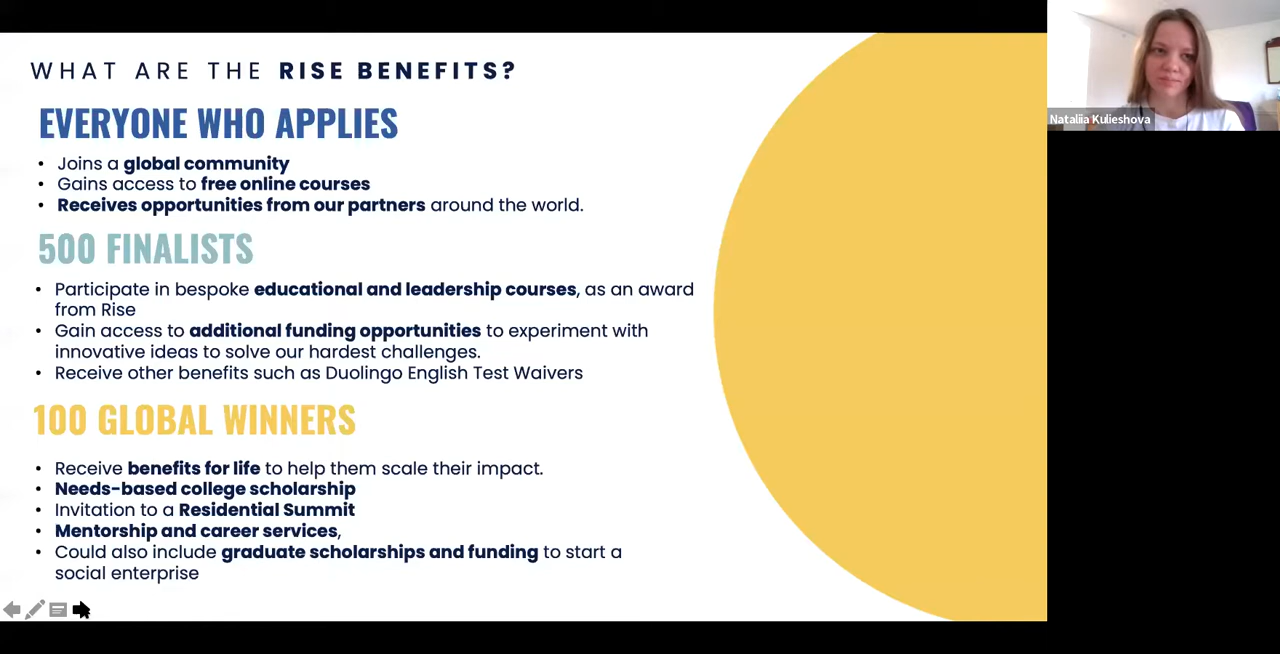 WHAT ARE THE RISE BENEFITS?
EVERYONE WHO APPLIES
• Joins a global community
• Gains access to free online courses
• Receives opportunities from our partners around the world.
500 FINALISTS
• Participate in bespoke educational and leadership courses, as an award
from Rise
• Gain access to additional funding opportunities to experiment with
innovative ideas to solve our hardest challenges.
• Receive other benefits such as Duolingo English Test Waivers
100 GLOBAL WINNERS
• Receive benefits for life to help them scale their impact.
• Needs-based college scholarship
• Invitation to a Residential Summit
• Mentorship and career services,
• Could also include graduate scholarships and funding to start a
social enterprise
Nataliia Kulieshova